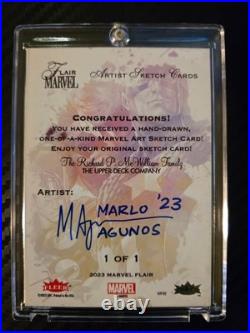 FLAIR
MARVEL
ARTIST SKETCH CARDS
CONGRATULATIONS!
YOU HAVE RECEIVED A HAND-DRAWN,
ONE-OF-A-KIND MARVEL ART SKETCH CARD!
ENJOY YOUR ORIGINAL SKETCH CARD!
The Richard P. McWilliam Family
THE UPPER DECK COMPANY
ARTIST:
MARLO '23
AGUNOS
1 OF 1
2023 MARVEL FLAIR
FLEER
MARVEL